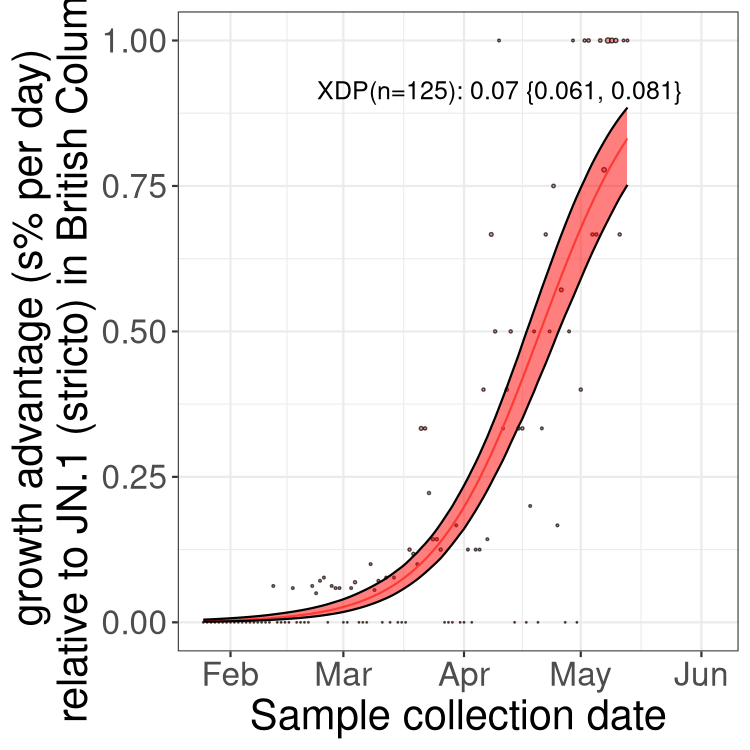 growth advantage (s% per day)
relative to JN.1 (stricto) in British Colum
1.00
0.75
0.50
0.25
0.00
XDP(n=125): 0.07 {0.061, 0.081}
Feb Mar Apr May Jun
Sample collection date